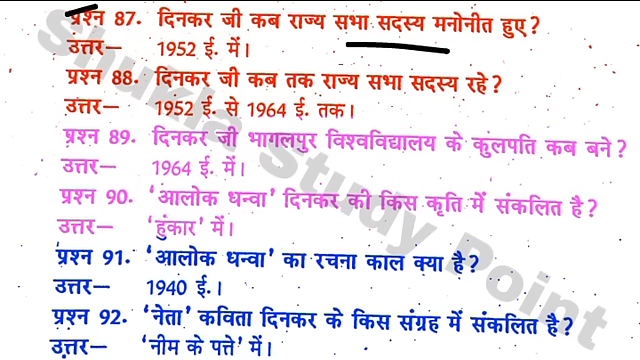 प्रश्न 87. दिनकर जी कब राज्य सभा सदस्य मनोनीत हुए?
उत्तर— 1952 ई. में।
प्रश्न 88. दिनकर जी कब तक राज्य सभा सदस्य रहे?
उत्तर— 1952 ई. से 1964 ई. तक।
प्रश्न 89. दिनकर जी भागलपुर विश्वविद्यालय के कुलपति कब बने?
उत्तर— 1964 ई. में।
प्रश्न 90. 'आलोक धन्वा' दिनकर की किस कृति में संकलित है?
उत्तर— 'हुंकार' में।
प्रश्न 91. 'आलोक धन्वा' का रचना काल क्या है?
उत्तर— 1940 ई.।
प्रश्न 92. 'नेता' कविता दिनकर के किस संग्रह में संकलित है?
उत्तर— 'नीम के पत्ते' में।
Shukla Study Point